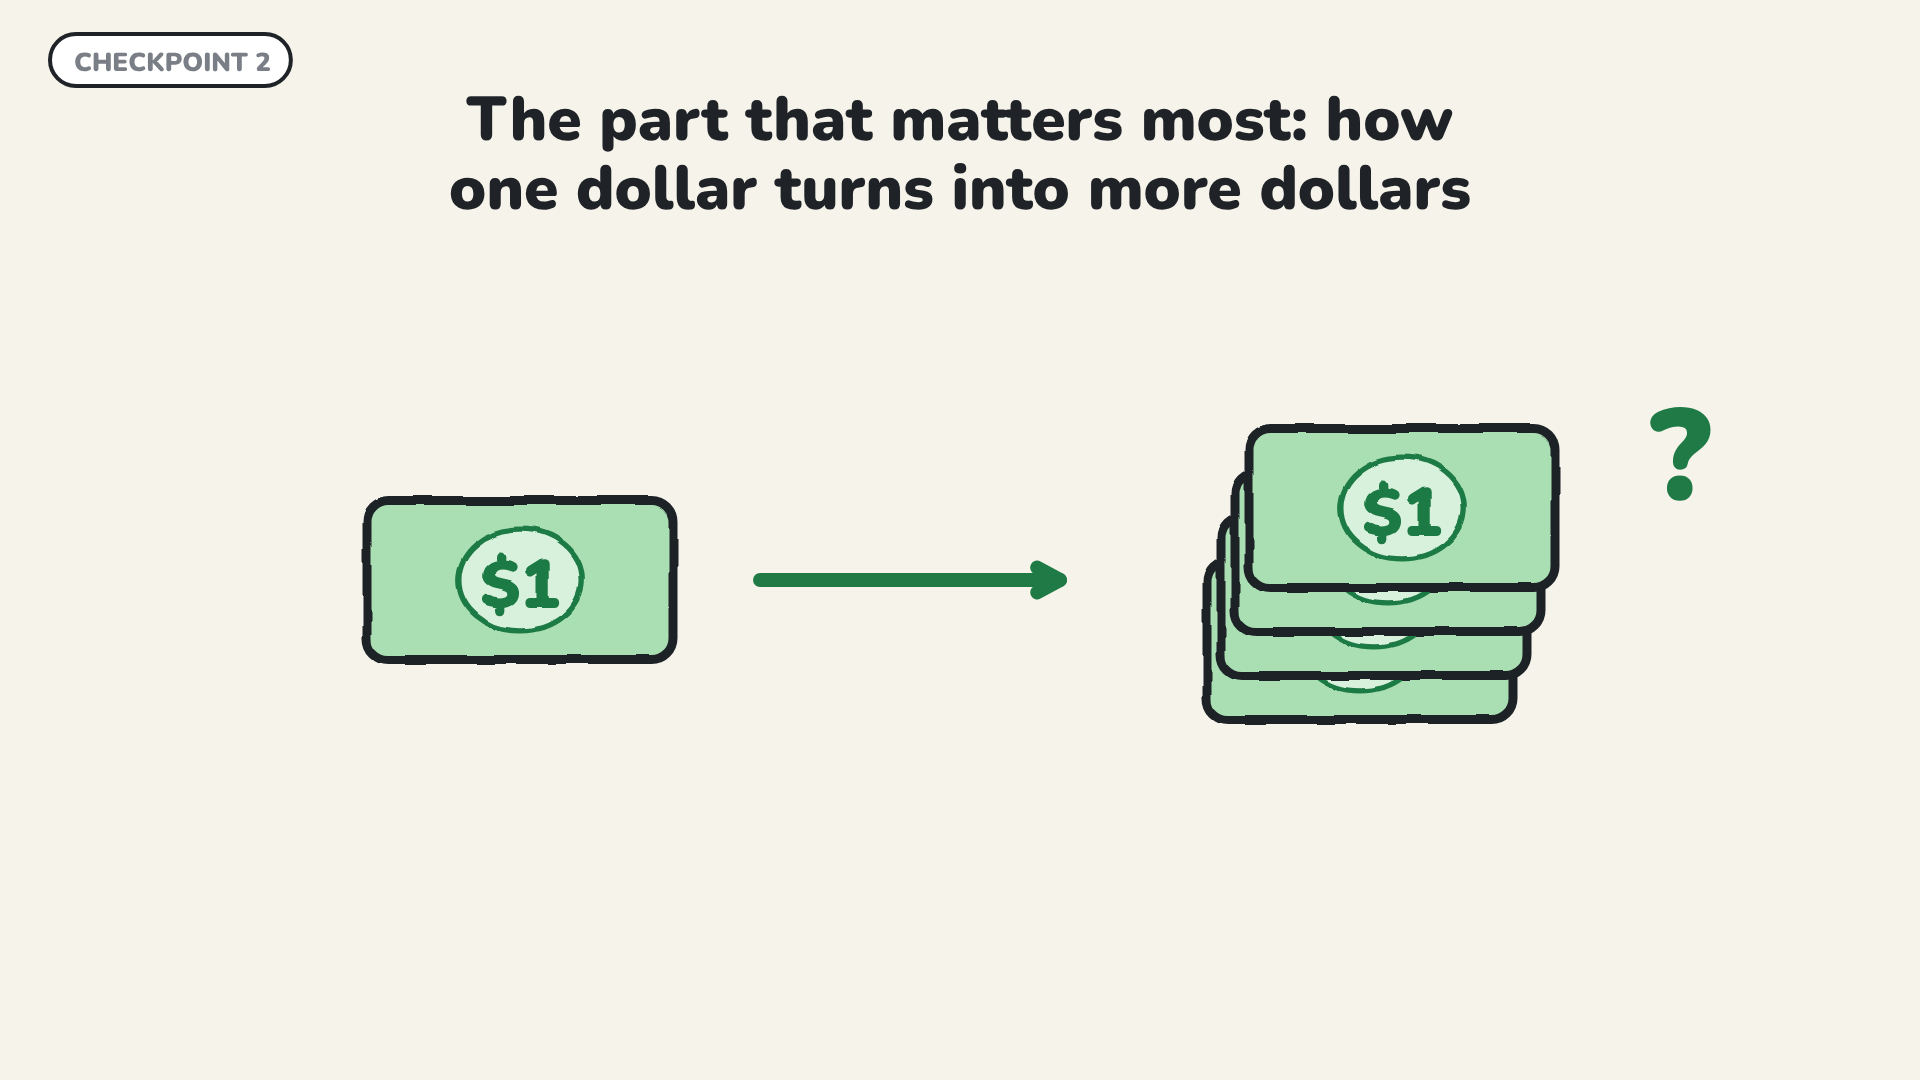 CHECKPOINT 2
The part that matters most: how
one dollar turns into more dollars
$1
$1
?